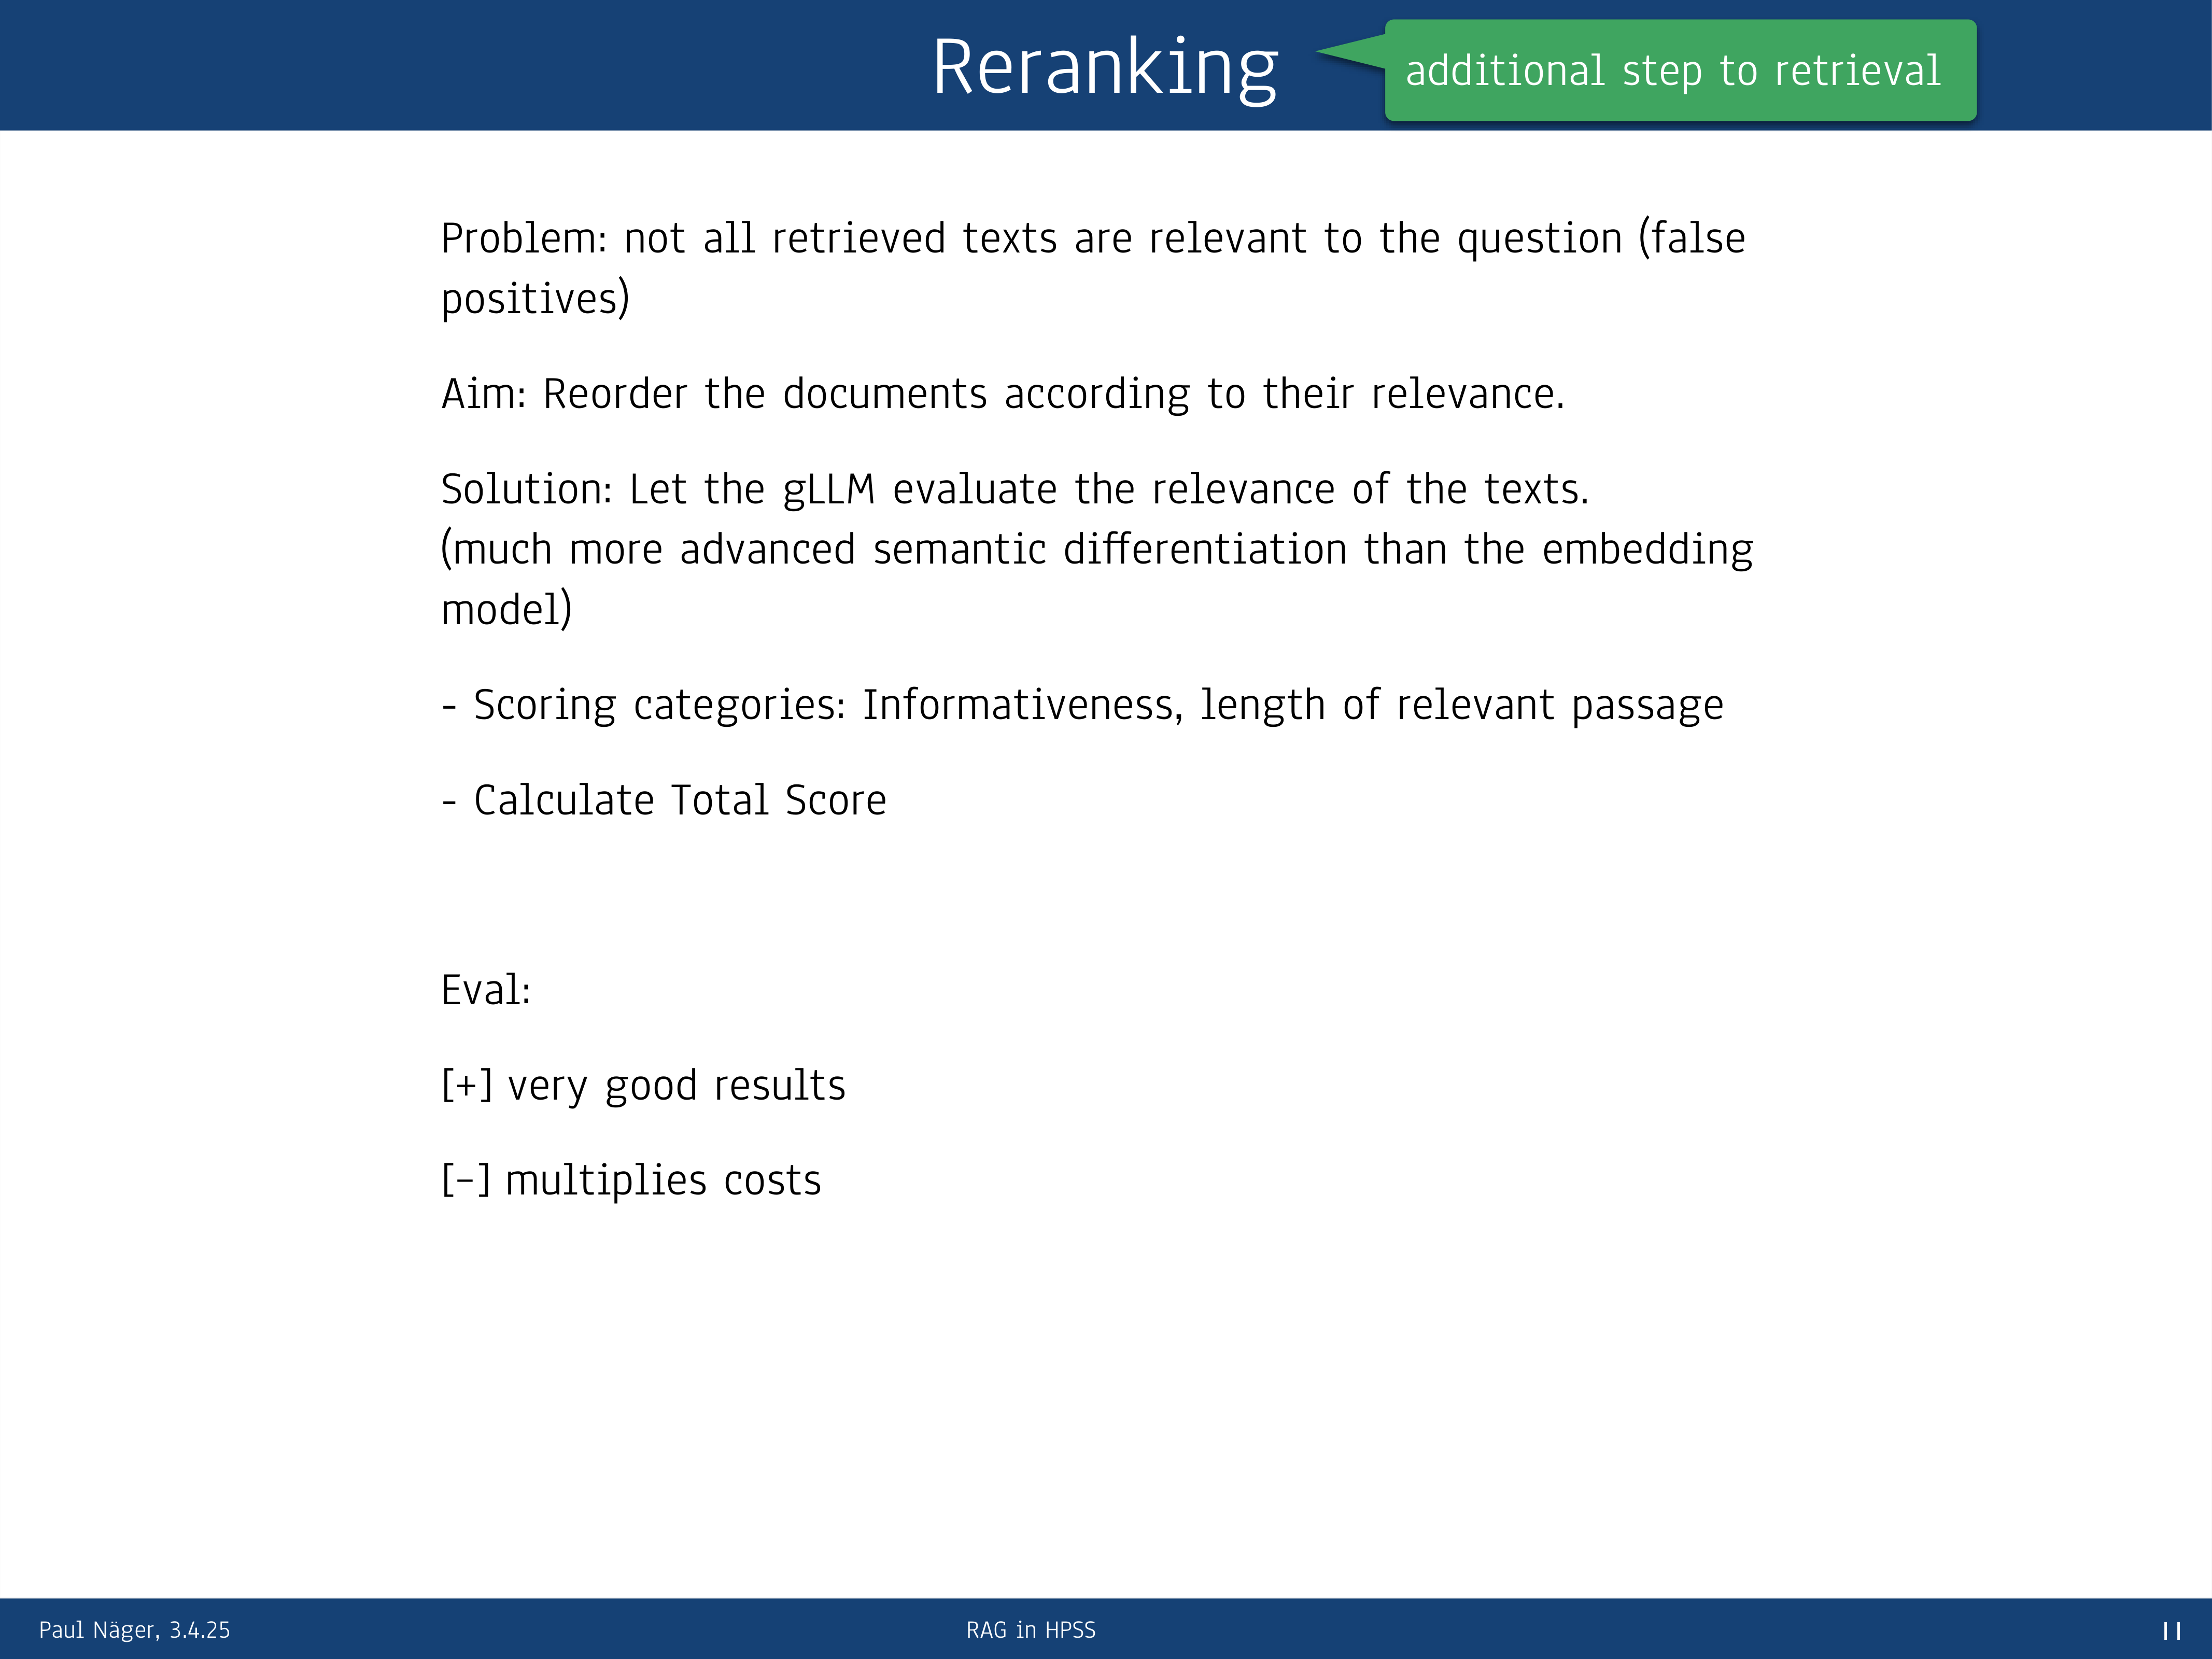 Reranking
additional step to retrieval
Problem: not all retrieved texts are relevant to the question (false
positives)
Aim: Reorder the documents according to their relevance.
Solution: Let the gLLM evaluate the relevance of the texts.
(much more advanced semantic differentiation than the embedding
model)
- Scoring categories: Informativeness, length of relevant passage
- Calculate Total Score
Eval:
[+] very good results
[−] multiplies costs
Paul Näger, 3.4.25
RAG in HPSS
11